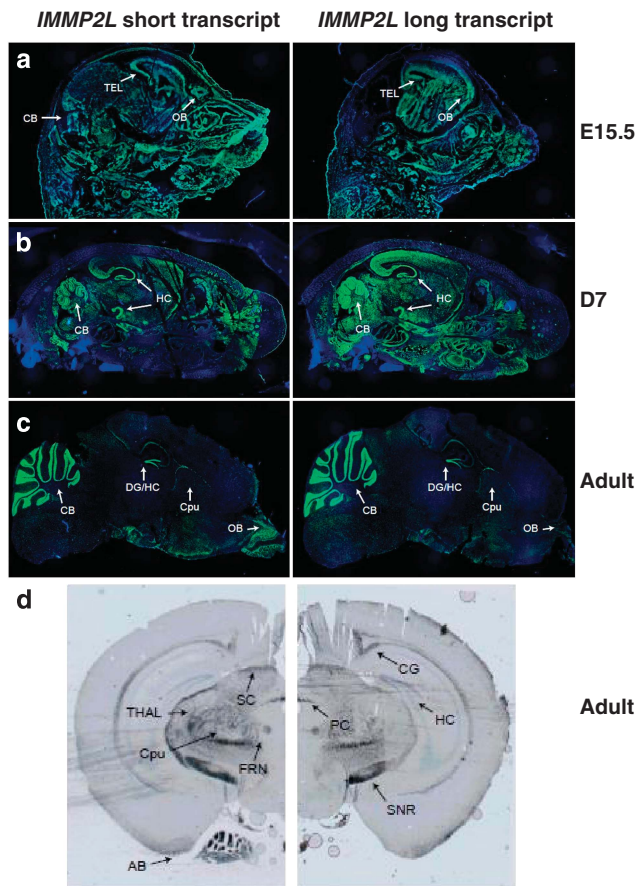 IMMP2L short transcript IMMP2L long transcript
a
TEL
CB
OB
TEL
OB
E15.5
b
HC
CB
HC
CB
D7
c
DG/HC
Cpu
CB
OB
DG/HC
Cpu
CB
OB
Adult
d
SC
THAL
Cpu
FRN
AB
CG
PC
HC
SNR
Adult